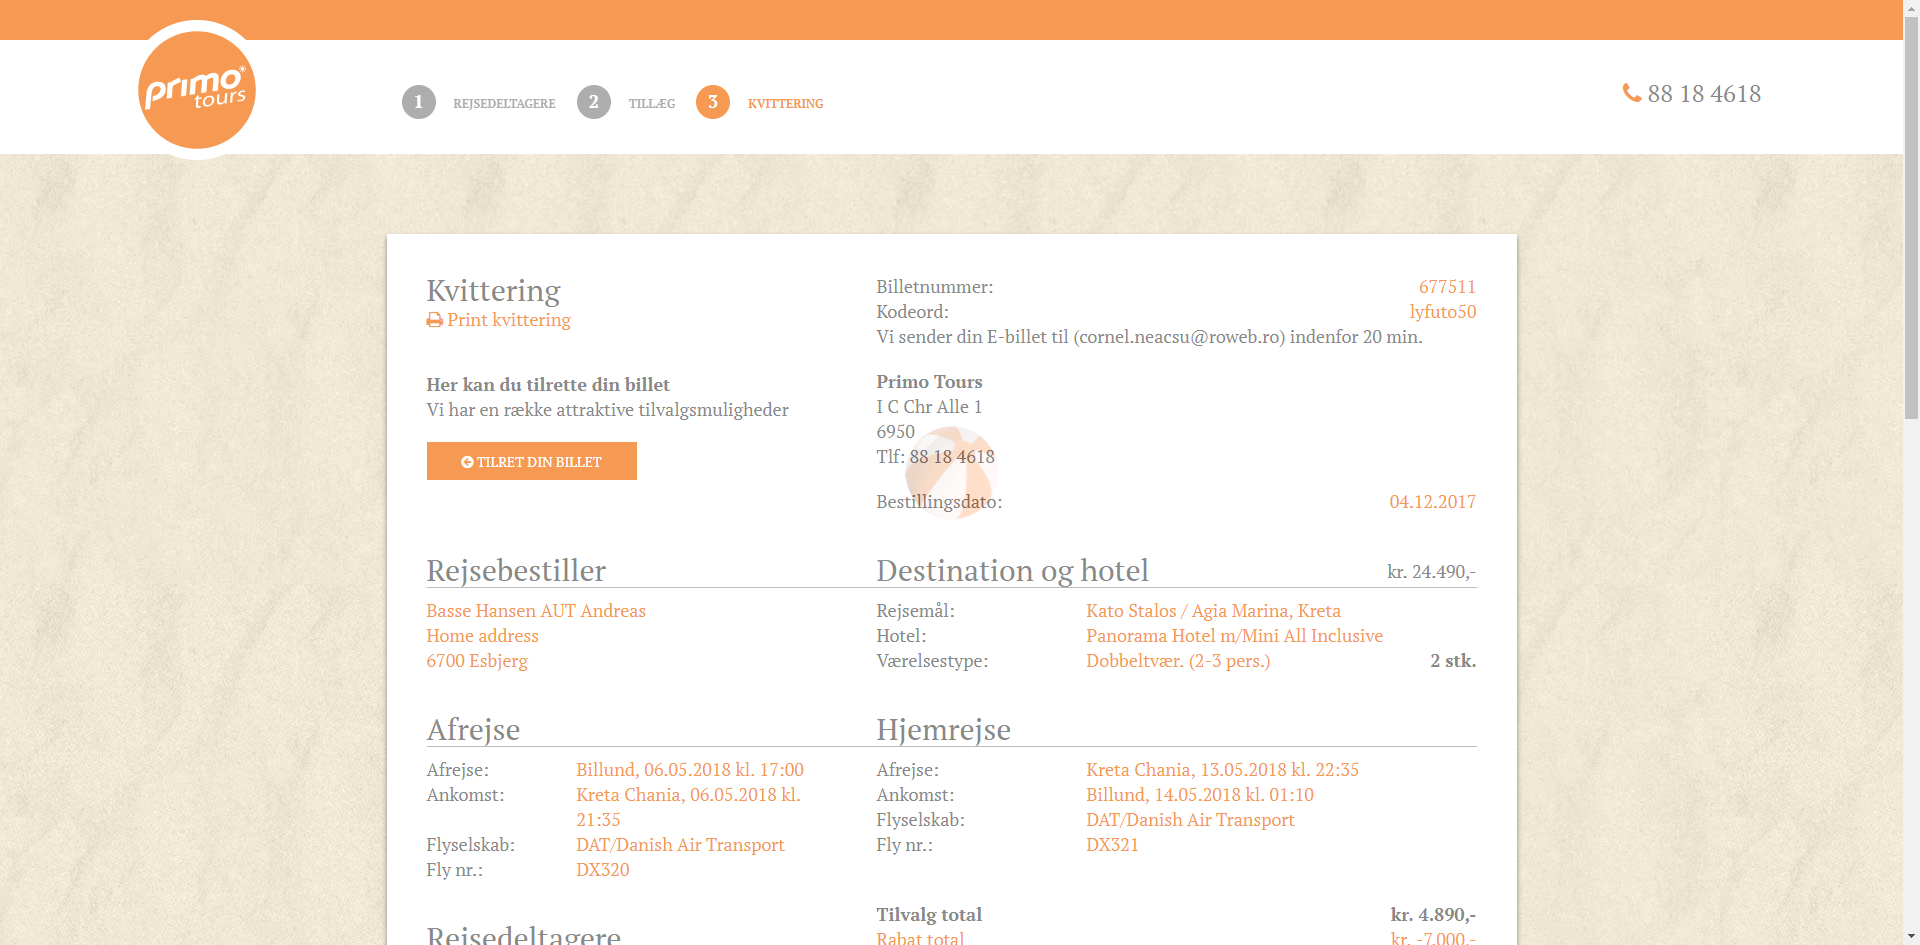 primo
tours
1 REJSEDELTAGERE 2 TILLÆG 3 KVITTERING
88 18 4618
Kvittering
Print kvittering
Her kan du tilrette din billet
Vi har en række attraktive tilvalgsmuligheder
TILRET DIN BILLET
Billetnummer: 677511
Kodeord: lyfuto50
Vi sender din E-billet til (cornel.neacsu@roweb.ro) indenfor 20 min.
Primo Tours
I C Chr Alle 1
6950
Tlf: 88 18 4618
Bestillingsdato: 04.12.2017
Rejsebestiller
Basse Hansen AUT Andreas
Home address
6700 Esbjerg
Destination og hotel kr. 24.490,-
Rejsemål: Kato Stalos / Agia Marina, Kreta
Hotel: Panorama Hotel m/Mini All Inclusive
Værelsestype: Dobbeltvær. (2-3 pers.) 2 stk.
Afrejse
Afrejse: Billund, 06.05.2018 kl. 17:00
Ankomst: Kreta Chania, 06.05.2018 kl.
21:35
Flyselskab: DAT/Danish Air Transport
Fly nr.: DX320
Hjemrejse
Afrejse: Kreta Chania, 13.05.2018 kl. 22:35
Ankomst: Billund, 14.05.2018 kl. 01:10
Flyselskab: DAT/Danish Air Transport
Fly nr.: DX321
Rejsedeltagere
Tilvalg total kr. 4.890,-
Rabat total kr. -7.000,-